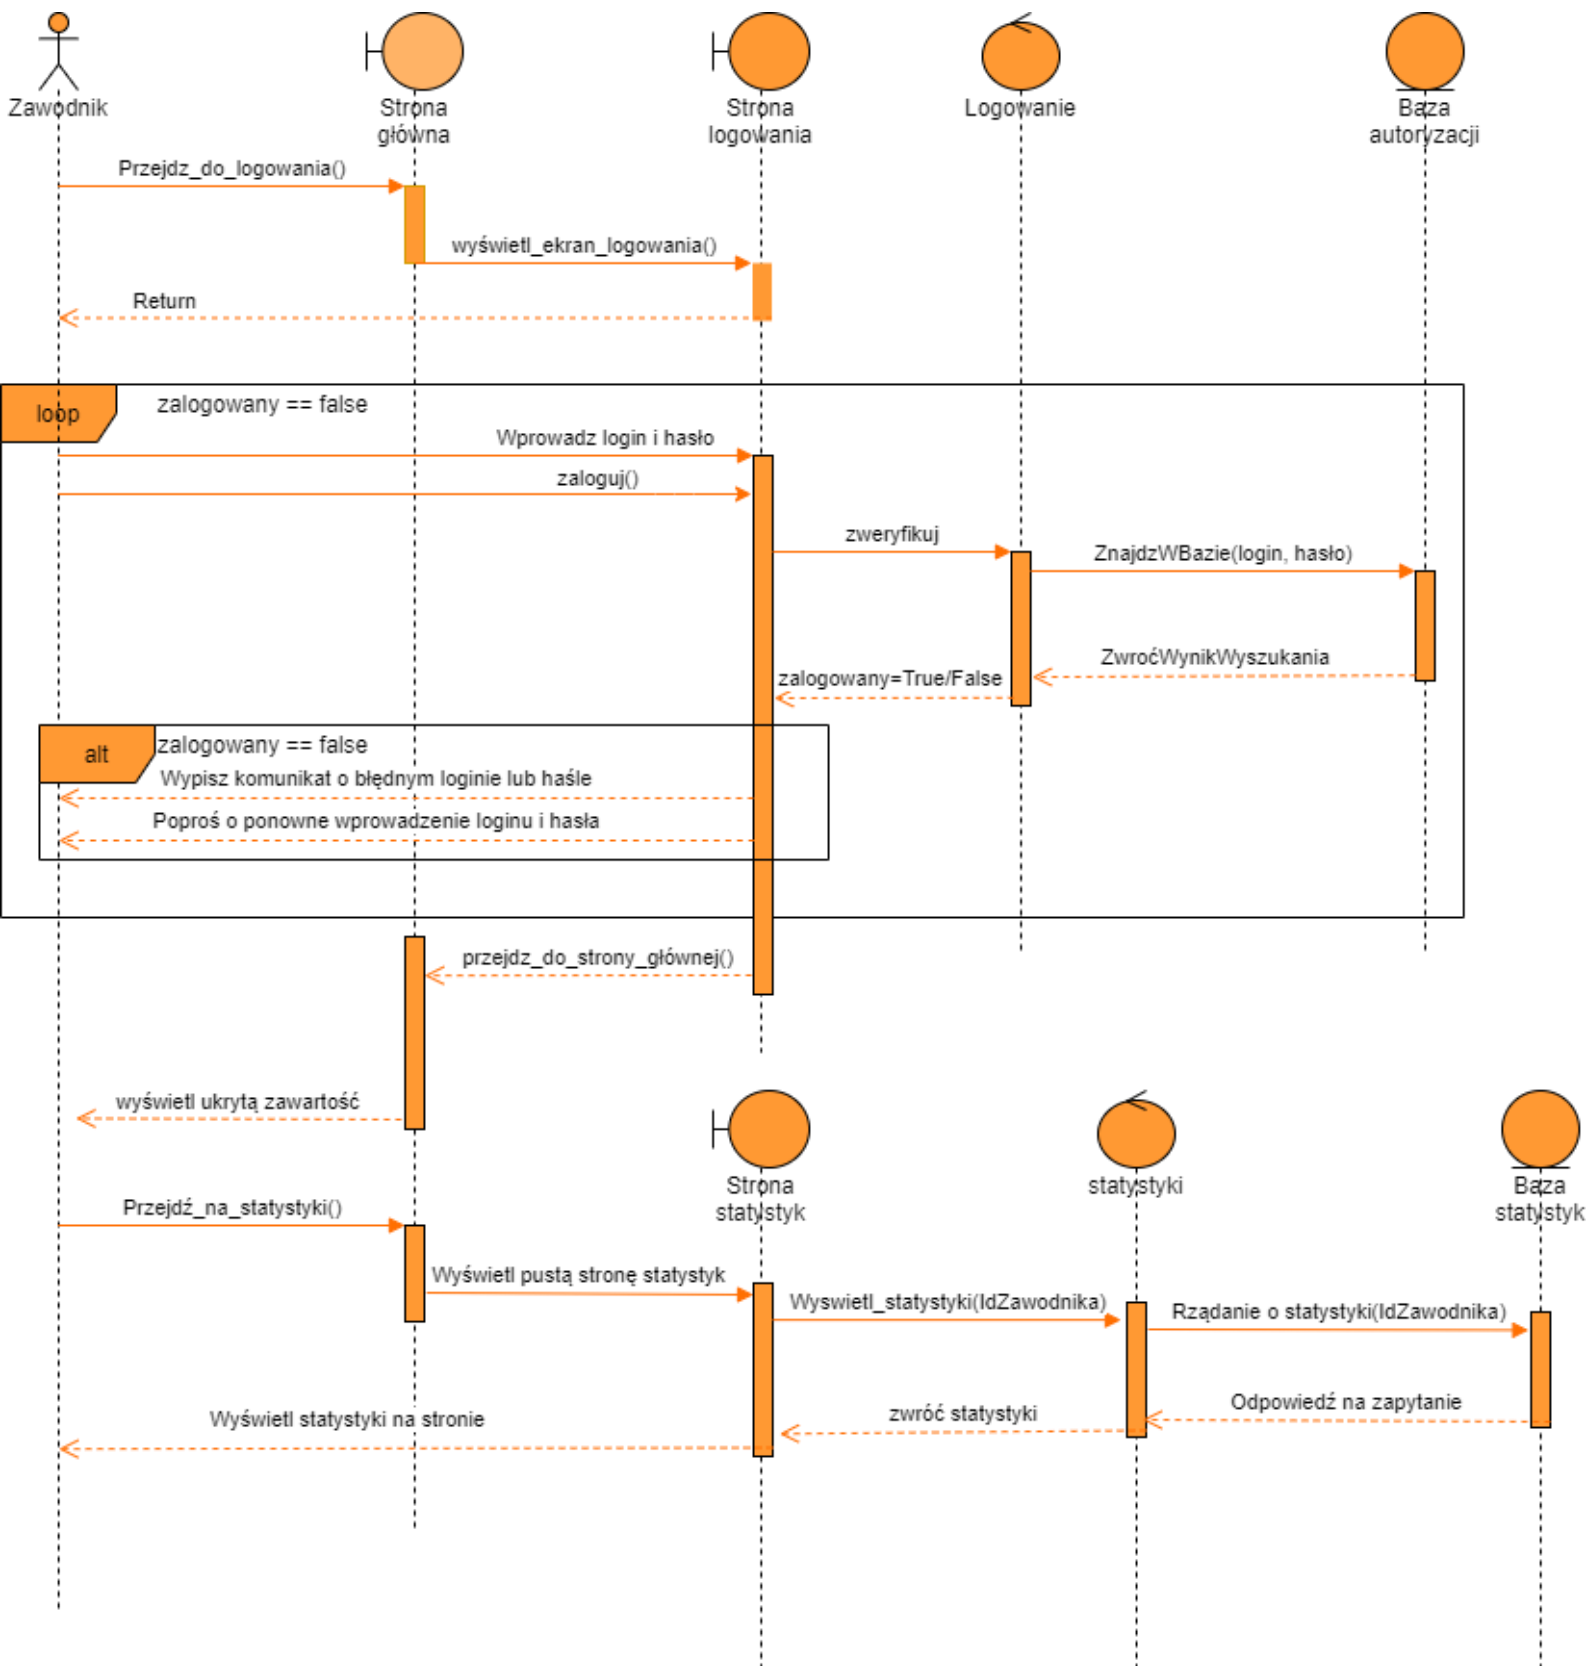 Zawodnik
Strona
główna
Strona
logowania
Logowanie
Baza
autoryzacji
Przejdz_do_logowania()
wyświetl_ekran_logowania()
Return
loop
zalogowany == false
Wprowadz login i hasło
zaloguj()
zweryfikuj
ZnajdzWBazie(login, hasło)
ZwroćWynikWyszukania
zalogowany=True/False
alt
zalogowany == false
Wypisz komunikat o błędnym loginie lub haśle
Poproś o ponowne wprowadzenie loginu i hasła
przejdz_do_strony_głównej()
wyświetl ukrytą zawartość
Strona
statystyk
statystyki
Baza
statystyk
Przejdź_na_statystyki()
Wyświetl pustą stronę statystyk
Wyswietl_statystyki(IdZawodnika)
Rządanie o statystyki(IdZawodnika)
Odpowiedź na zapytanie
zwróć statystyki
Wyświetl statystyki na stronie